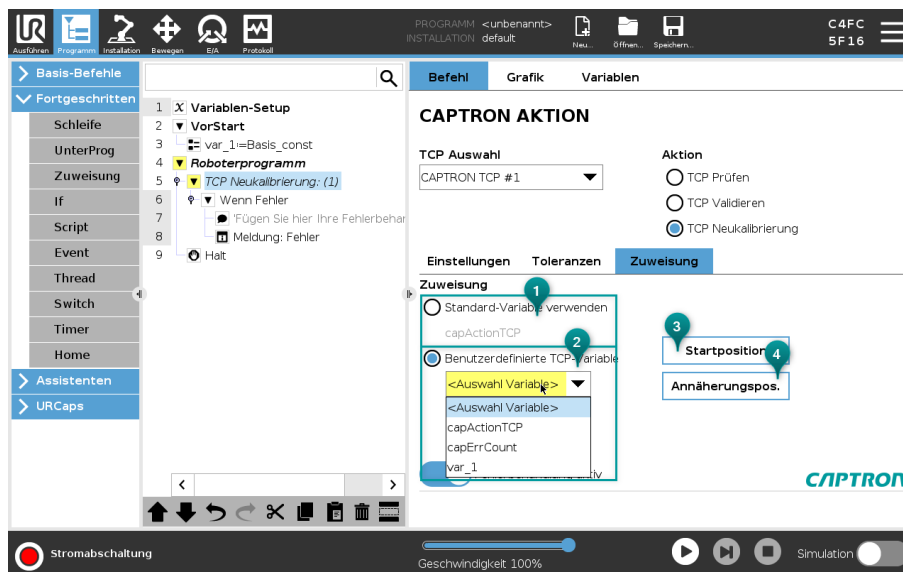 PROGRAMM <unbenannt>
INSTALLATION default
C4FC
5F16
Ausführen Programm Installation Bewegen E/A Protokoll
Neu... Öffnen... Speichern...
Basis-Befehle
Fortgeschritten
Schleife
UnterProg
Zuweisung
If
Script
Event
Thread
Switch
Timer
Home
Assistenten
URCaps
1 X Variablen-Setup
2 VorStart
3 var_1:=Basis_const
4 Roboterprogramm
5 TCP Neukalibrierung: (1)
6 Wenn Fehler
7 'Fügen Sie hier Ihre Fehlerbehar
8 Meldung: Fehler
9 Halt
Befehl Grafik Variablen
CAPTRON AKTION
TCP Auswahl
CAPTRON TCP #1
Aktion
TCP Prüfen
TCP Validieren
TCP Neukalibrierung
Einstellungen Toleranzen Zuweisung
Zuweisung
1
Standard-Variable verwenden
capActionTCP
2
Benutzerdefinierte TCP-Variable
<Auswahl Variable>
<Auswahl Variable>
capActionTCP
capErrCount
var_1
3
Startposition
4
Annäherungspos.
CAPTRON
Stromabschaltung
Geschwindigkeit 100%
Simulation